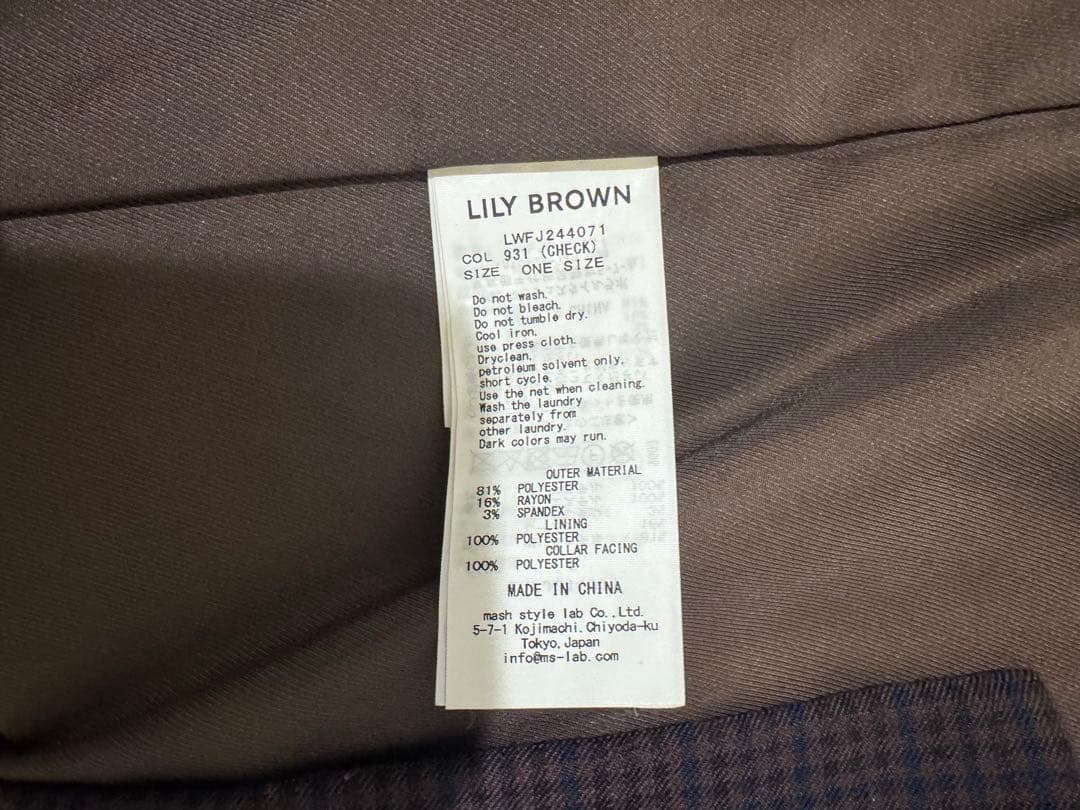 LILY BROWN
LWFJ244071
COL 931 (CHECK)
SIZE ONE SIZE
Do not wash.
Do not bleach.
Do not tumble dry.
Cool iron,
use press cloth.
Dryclean,
petroleum solvent only.
short cycle.
Use the net when cleaning.
Wash the laundry
separately from
other laundry.
Dark colors may run.
OUTER MATERIAL
81% POLYESTER
16% RAYON
3% SPANDEX
LINING
100% POLYESTER
COLLAR FACING
100% POLYESTER
MADE IN CHINA
mash style lab Co.,Ltd.
5-7-1 Kojimachi.Chiyoda-ku
Tokyo,Japan
info@ms-lab.com